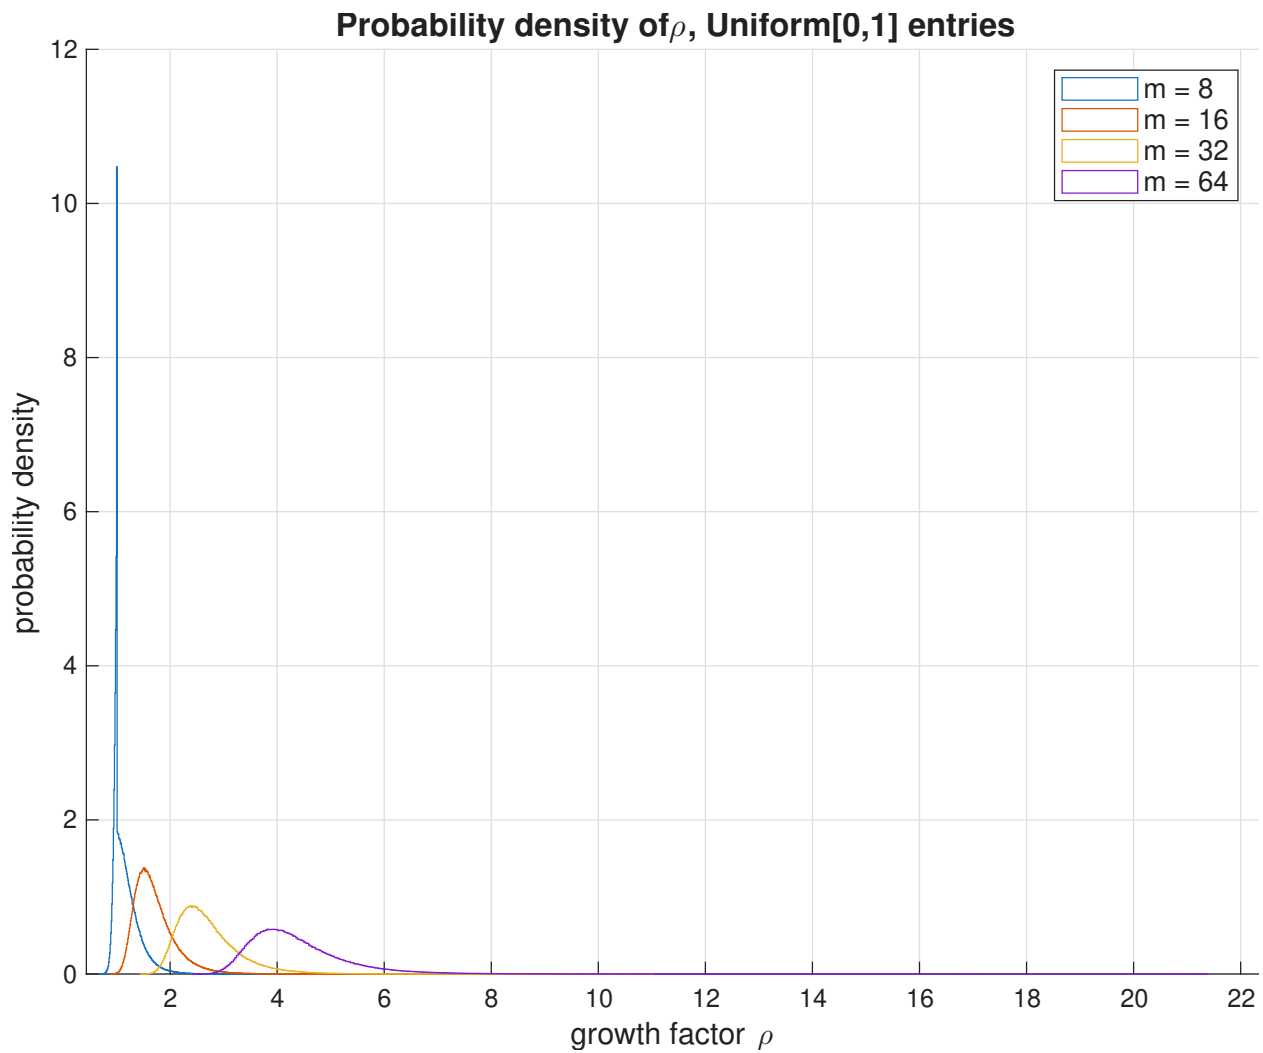 Probability density ofρ, Uniform[0,1] entries
12
10
8
6
4
2
0
probability density
m = 8
m = 16
m = 32
m = 64
2 4 6 8 10 12 14 16 18 20 22
growth factor ρ